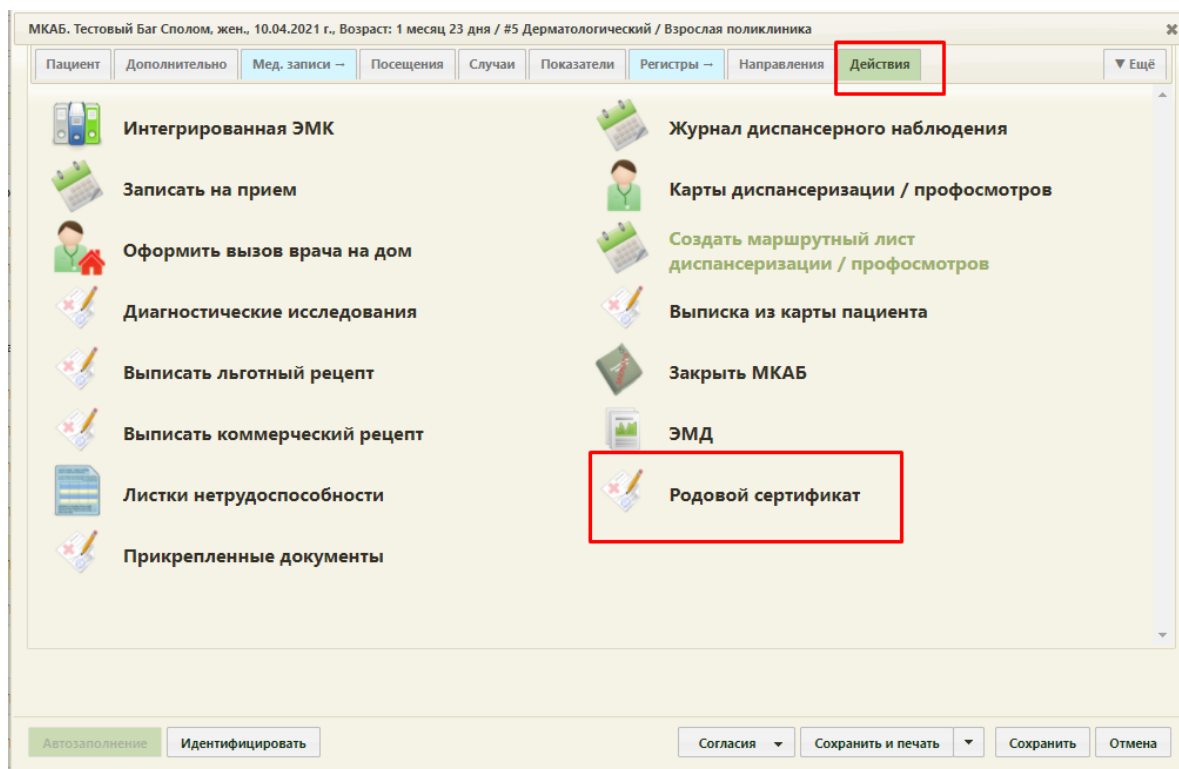 МКАБ. Тестовый Баг Сполом, жен., 10.04.2021 г., Возраст: 1 месяц 23 дня / #5 Дерматологический / Взрослая поликлиника
Пациент Дополнительно Мед. записи → Посещения Случаи Показатели Регистры → Направления Действия ▼ Ещё
Интегрированная ЭМК
Журнал диспансерного наблюдения
Записать на прием
Карты диспансеризации / профосмотров
Оформить вызов врача на дом
Создать маршрутный лист
диспансеризации / профосмотров
Диагностические исследования
Выписка из карты пациента
Выписать льготный рецепт
Закрыть МКАБ
Выписать коммерческий рецепт
ЭМД
Листки нетрудоспособности
Родовой сертификат
Прикрепленные документы
Автозаполнение Идентифицировать Согласия Сохранить и печать Сохранить Отмена